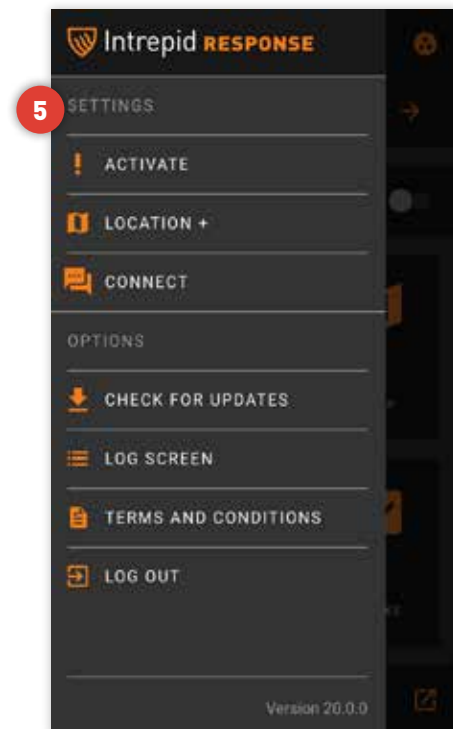 Intrepid RESPONSE
5
SETTINGS
ACTIVATE
LOCATION +
CONNECT
OPTIONS
CHECK FOR UPDATES
LOG SCREEN
TERMS AND CONDITIONS
LOG OUT
Version 20.0.0